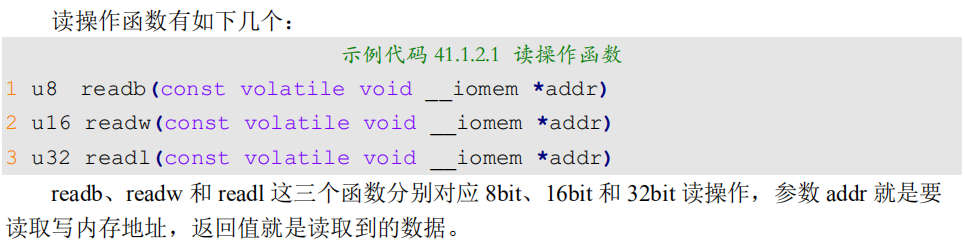 读操作函数有如下几个：
示例代码 41.1.2.1 读操作函数
1 u8  readb(const volatile void __iomem *addr)
2 u16 readw(const volatile void __iomem *addr)
3 u32 readl(const volatile void __iomem *addr)
readb、readw 和 readl 这三个函数分别对应 8bit、16bit 和 32bit 读操作，参数 addr 就是要
读取写内存地址，返回值就是读取到的数据。